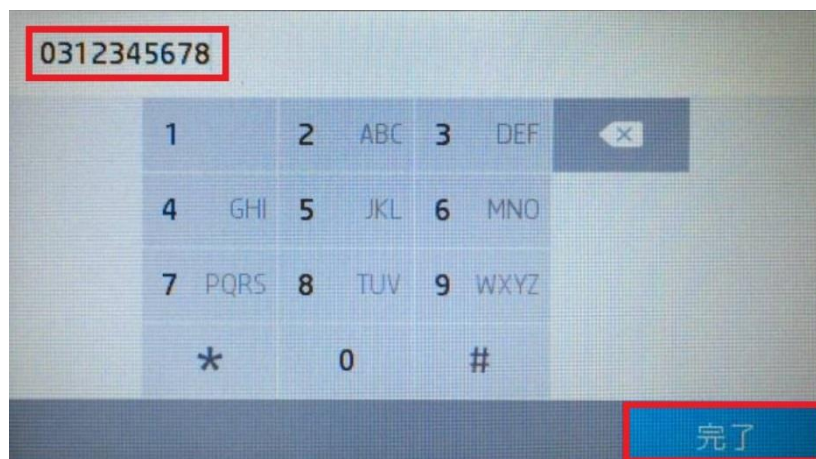 0312345678
1 2 ABC 3 DEF
4 GHI 5 JKL 6 MNO
7 PQRS 8 TUV 9 WXYZ
* 0 #
完了